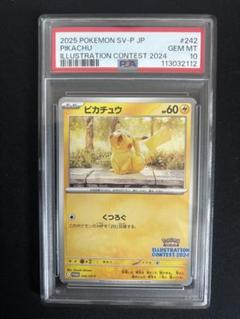 2025 POKEMON SV-P JP #242
PIKACHU GEM MT
ILLUSTRATION CONTEST 2024 10
PSA 113032112
ピカチュウ HP60
くつろぐ
ILLUSTRATION
CONTEST 2024